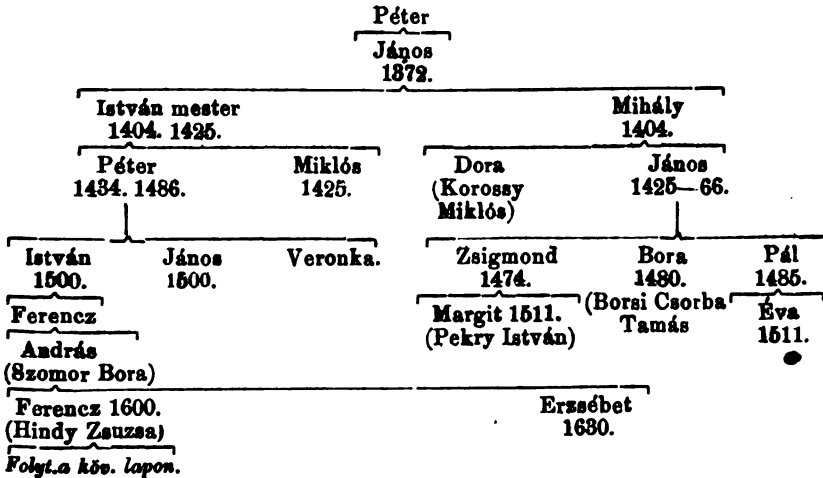 Péter
János
1372.
István mester Mihály
1404. 1425. 1404.
Péter Miklós Dora János
1434. 1486. 1425. (Korossy 1425—66.
Miklós)
István János Veronka. Zsigmond Bora Pál
1500. 1500. 1474. 1480. 1485.
Ferencz Margit 1511. (Borsi Csorba Éva
(Pekry István) Tamás 1511.
András
(Szomor Bora)
Ferencz 1600. Erzsébet
(Hindy Zsuzsa) 1630.
Folyt.a köv. lapon.